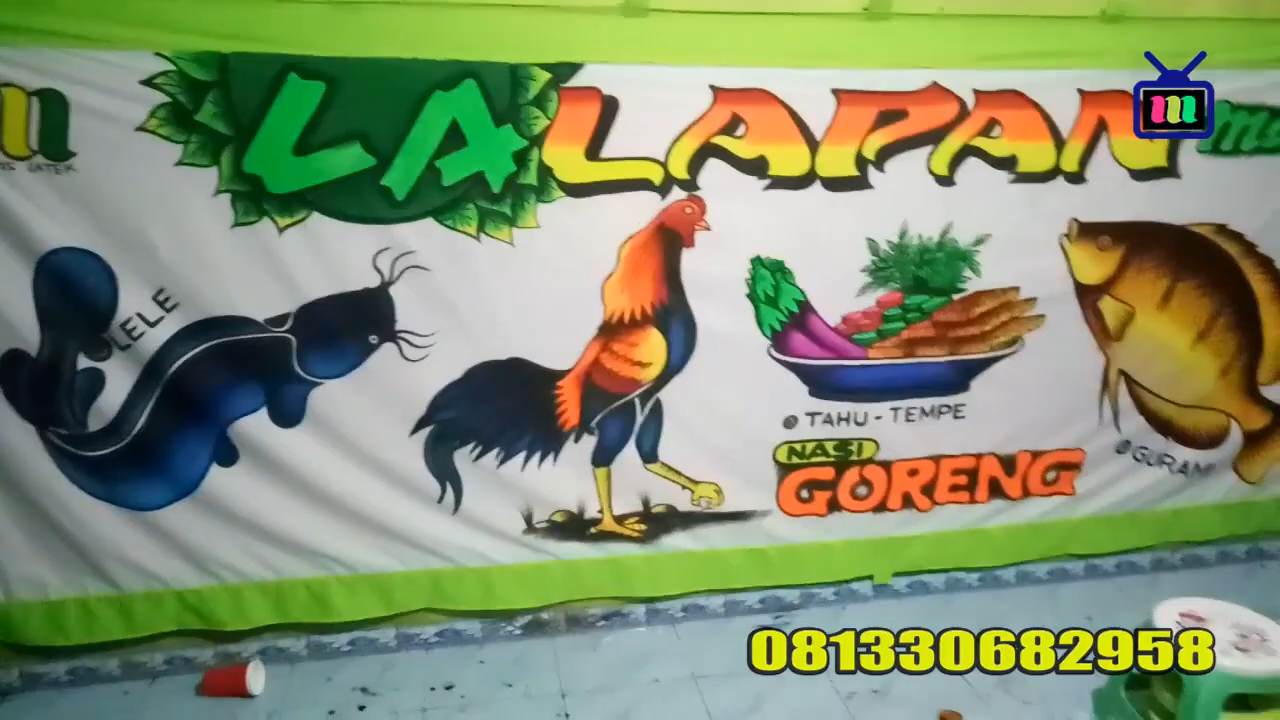 LALAPAN
LELE
TAHU - TEMPE
NASI
GORENG
GURAMI
081330682958